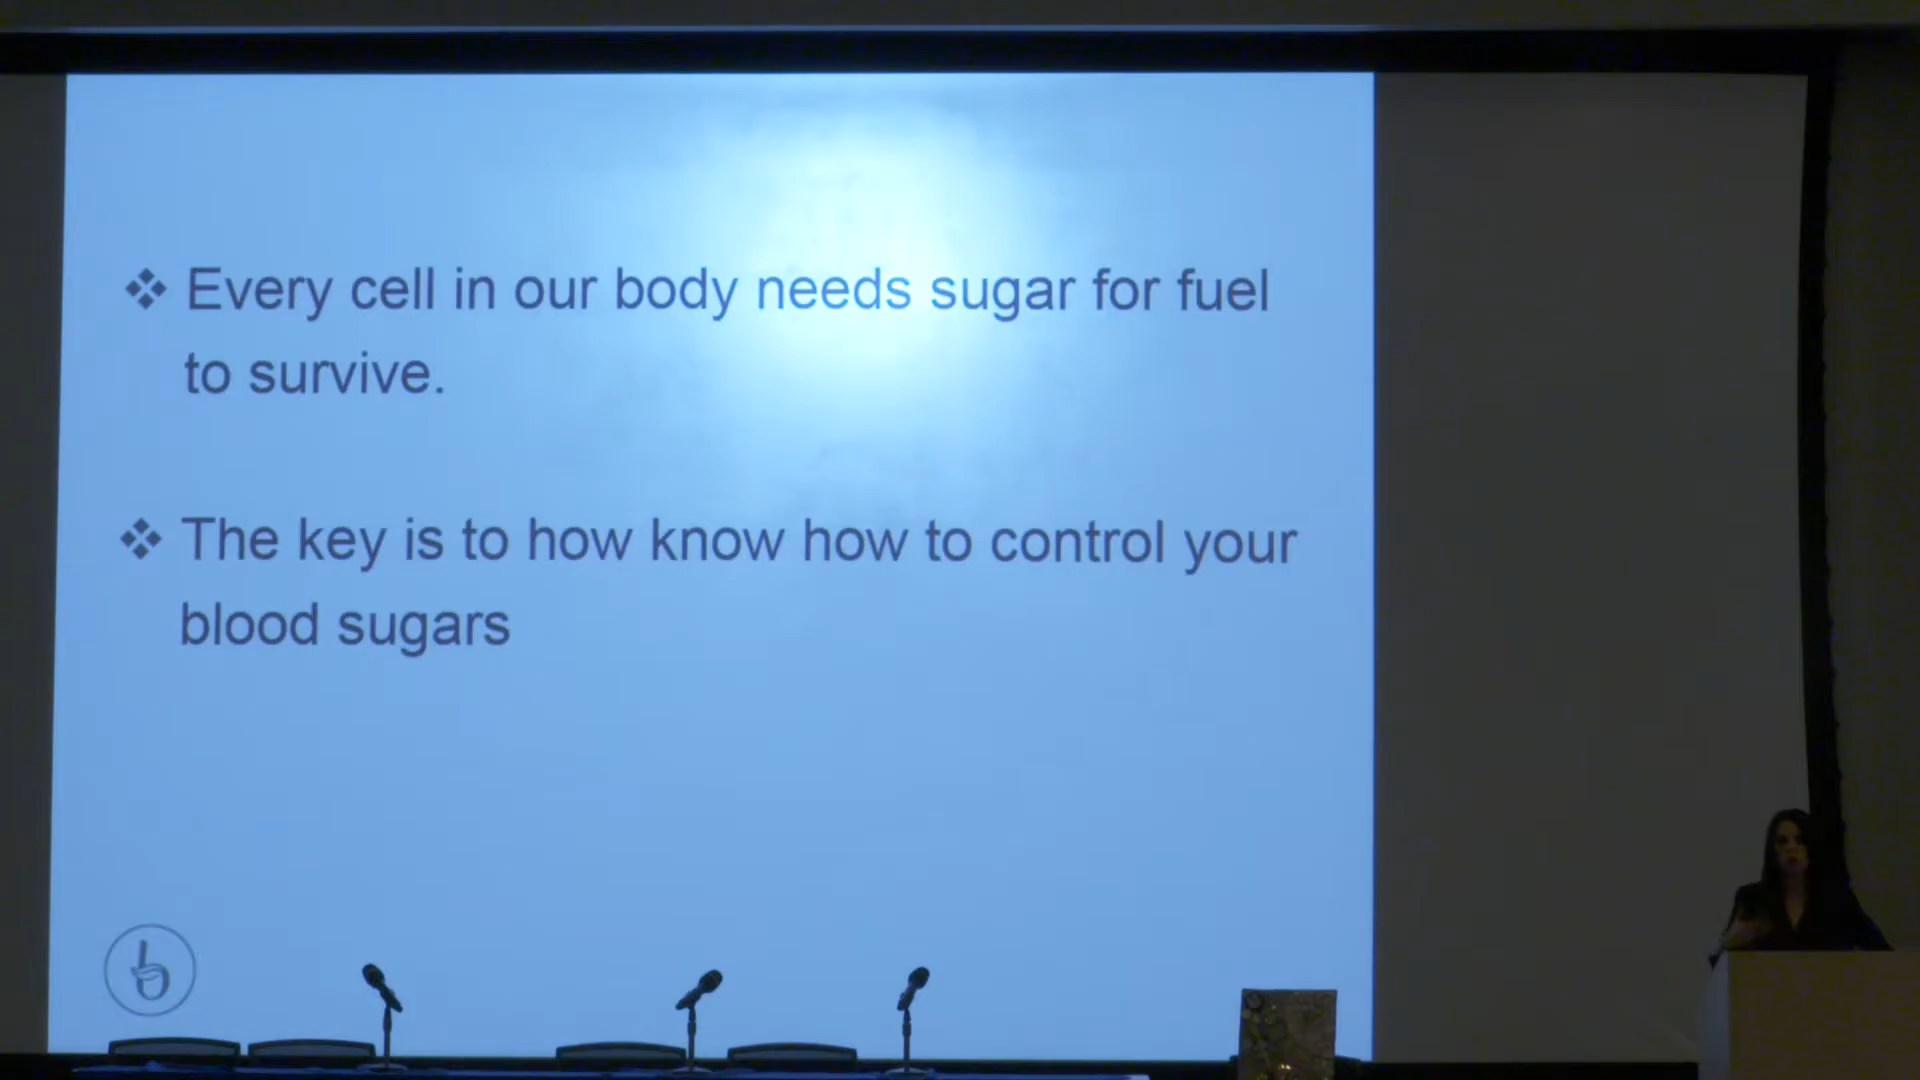 Every cell in our body needs sugar for fuel
to survive.
The key is to how know how to control your
blood sugars